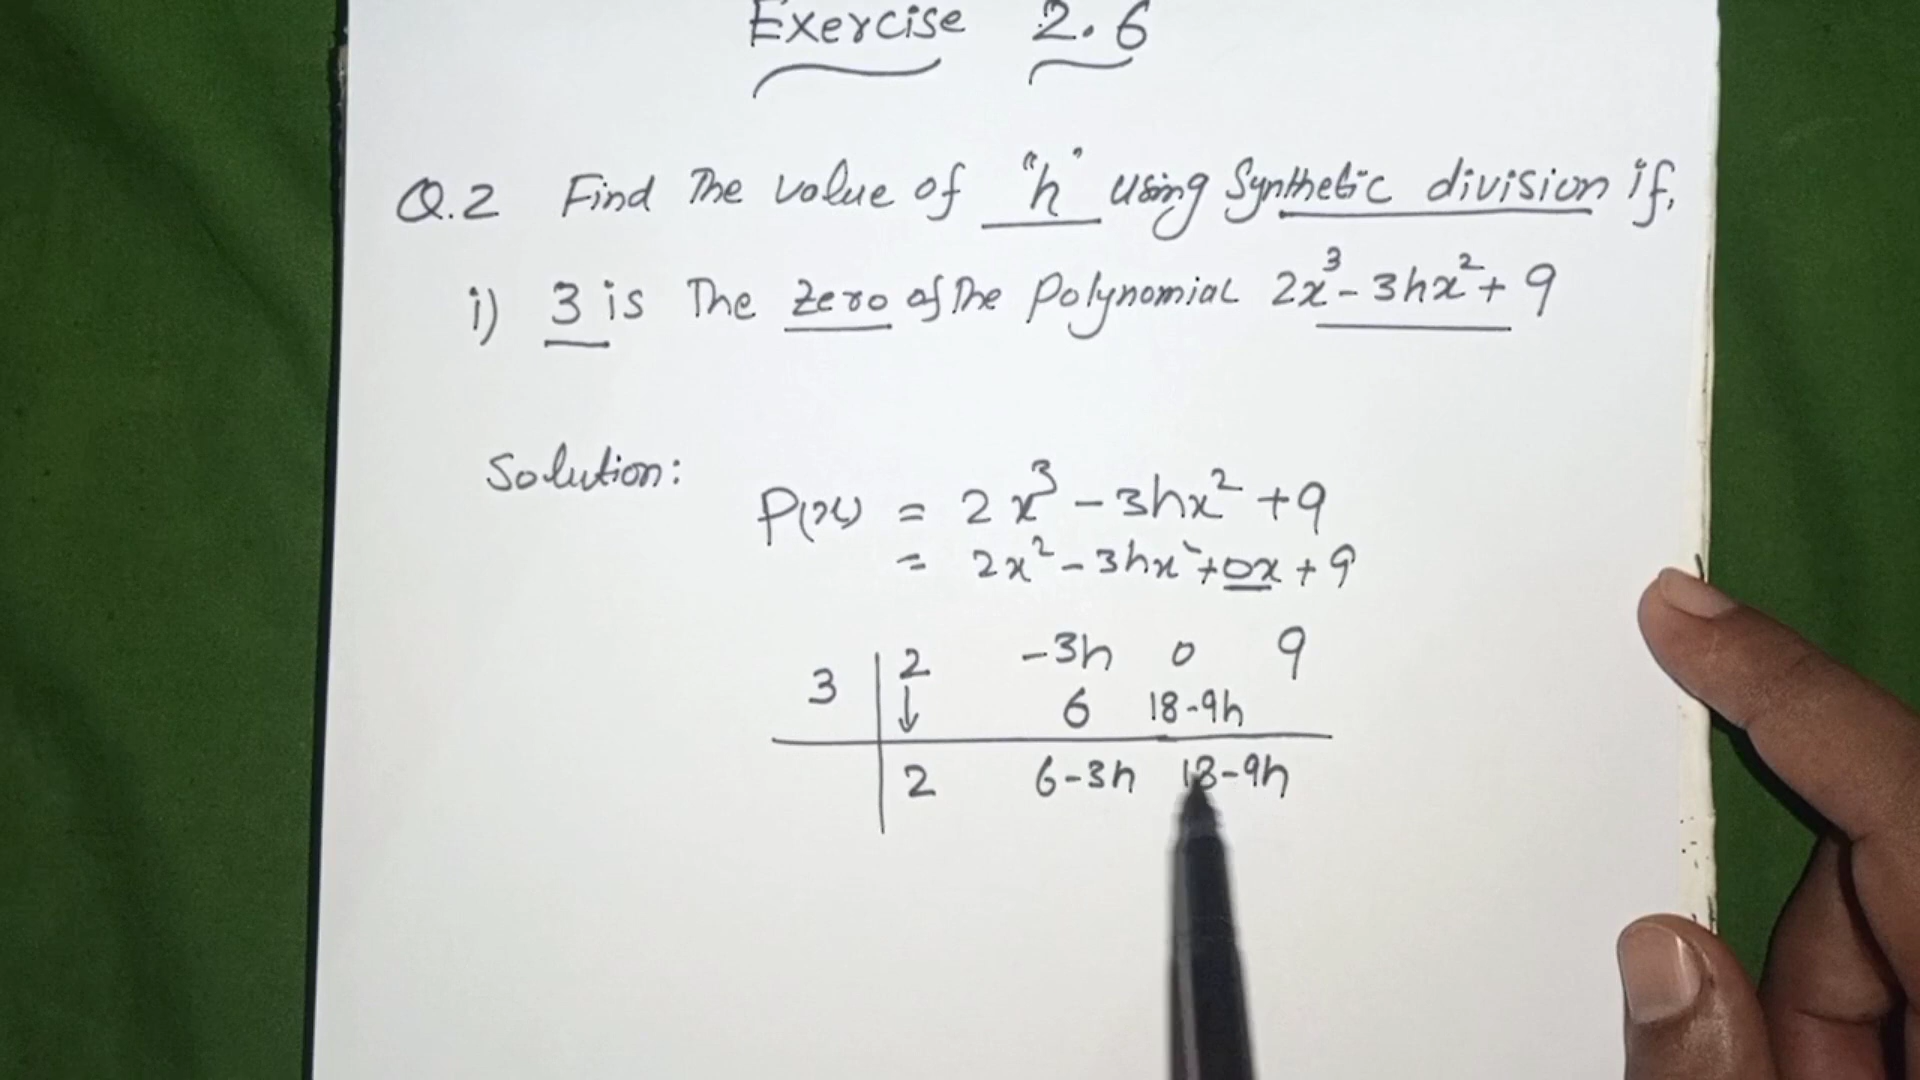 Exercise 2.6
Q.2 Find The value of "h" using Synthetic division if,
i) 3 is The zero of The polynomial 2x³ - 3hx² + 9
Solution:
P(x) = 2x³ - 3hx² + 9
= 2x² - 3hx² + 0x + 9
3 | 2 -3h 0 9
↓ 6 18-9h
2 6-3h 18-9h